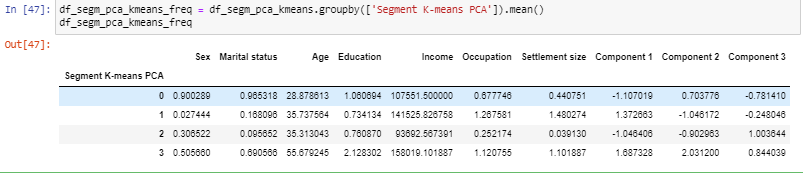 In [47]: df_segm_pca_kmeans_freq = df_segm_pca_kmeans.groupby(['Segment K-means PCA']).mean()
df_segm_pca_kmeans_freq
Out[47]:
Sex Marital status Age Education Income Occupation Settlement size Component 1 Component 2 Component 3
Segment K-means PCA
0 0.900289 0.965318 28.878613 1.060694 107551.500000 0.677746 0.440751 -1.107019 0.703776 -0.781410
1 0.027444 0.168096 35.737564 0.734134 141525.826758 1.267581 1.480274 1.372663 -1.046172 -0.248046
2 0.306522 0.095652 35.313043 0.760870 93692.567391 0.252174 0.039130 -1.046406 -0.902963 1.003644
3 0.505660 0.690566 55.679245 2.128302 158019.101887 1.120755 1.101887 1.687328 2.031200 0.844039